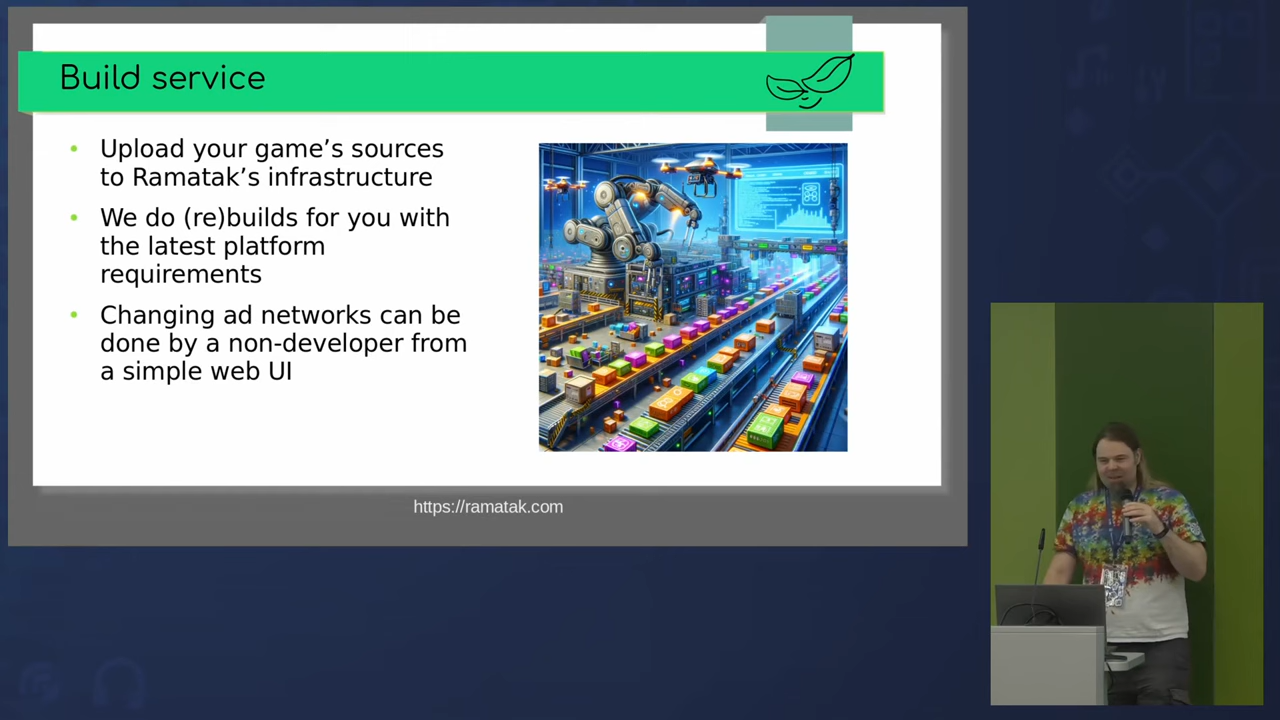 Build service
• Upload your game’s sources
to Ramatak’s infrastructure
• We do (re)builds for you with
the latest platform
requirements
• Changing ad networks can be
done by a non-developer from
a simple web UI
https://ramatak.com